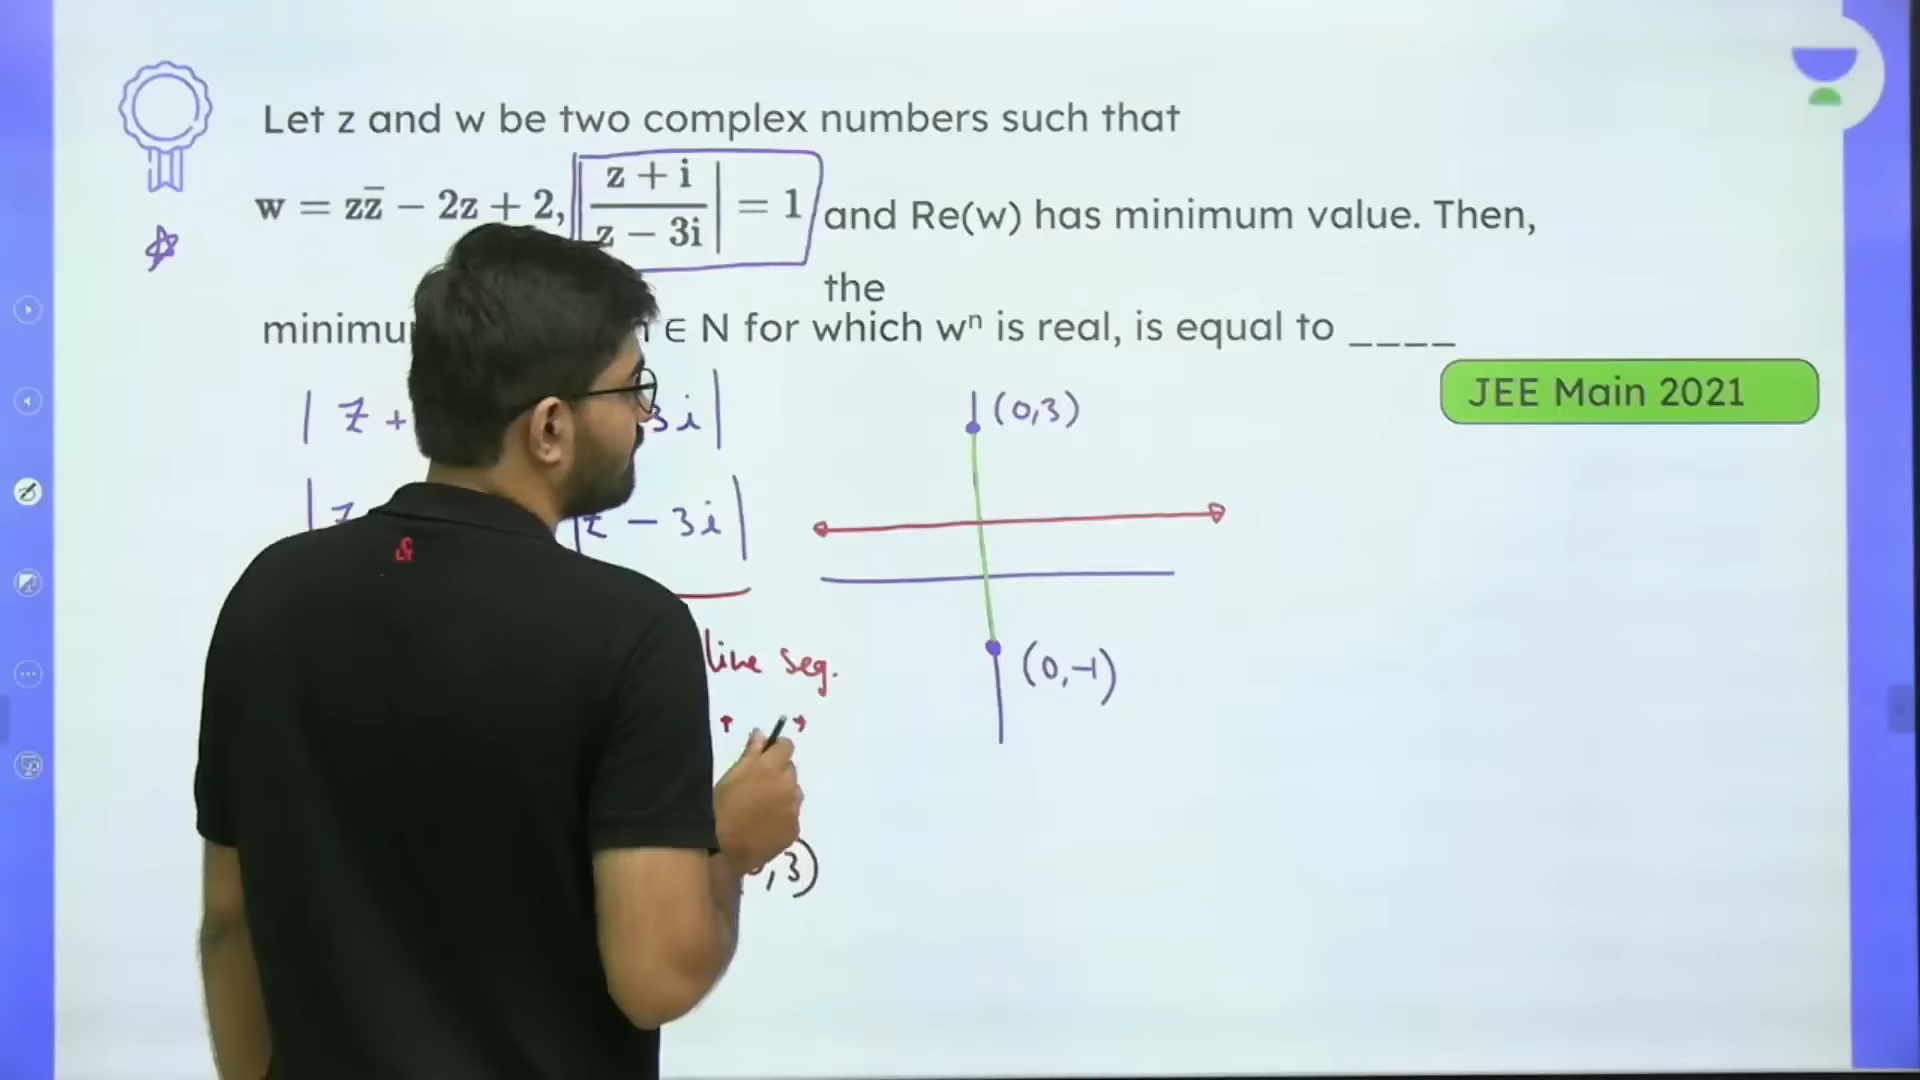 Let z and w be two complex numbers such that
w = zz̄ − 2z + 2, |z + i / z − 3i| = 1 and Re(w) has minimum value. Then,
the
∈ N for which wⁿ is real, is equal to ____
JEE Main 2021
| z + 3i|
(0,3)
|z |z − 3i|
line seg.
(0,-1)
,3)